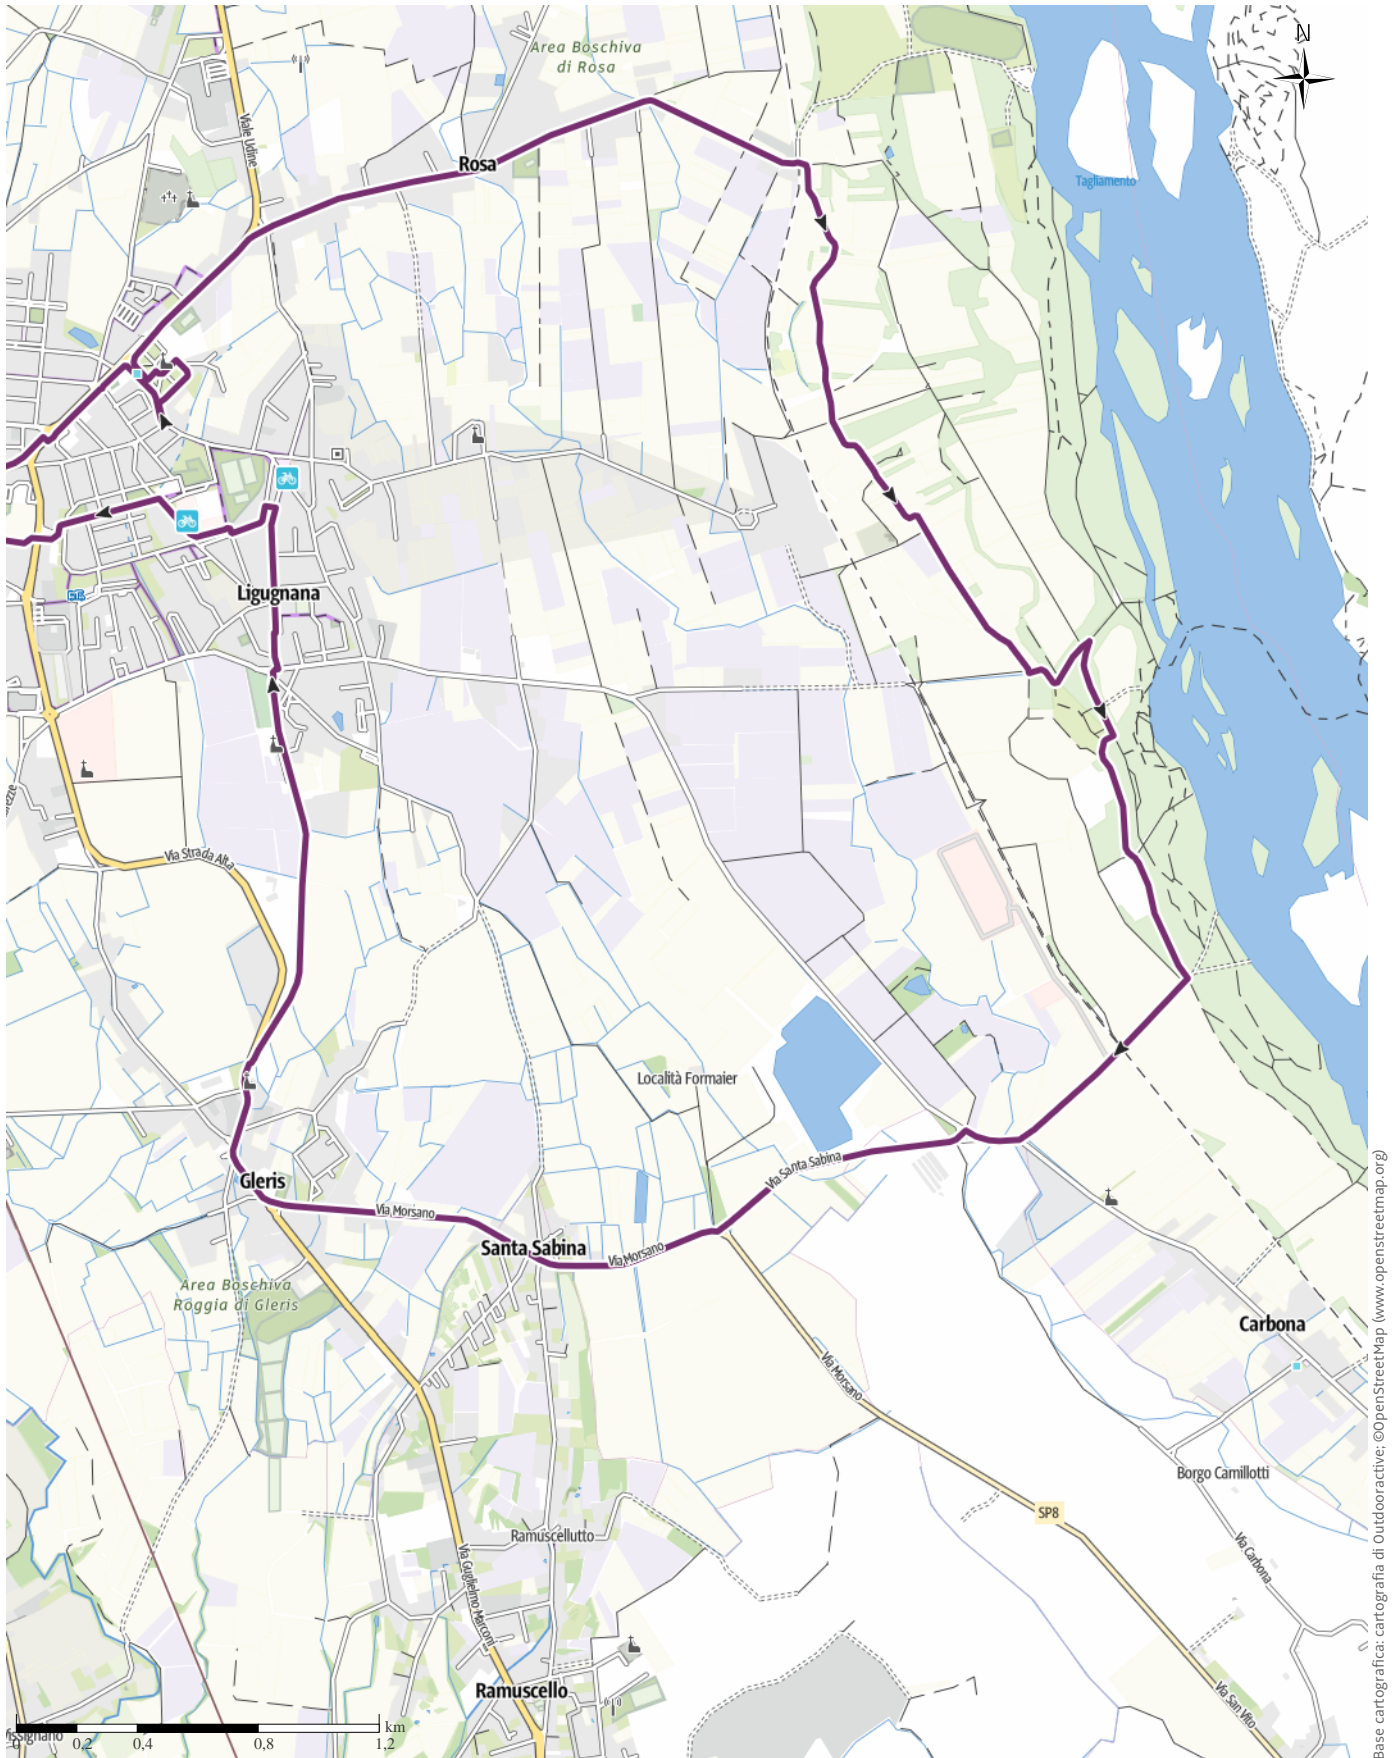 N
Area Boschiva
di Rosa
Viale Udine
Rosa
Tagliamento
Ligugnana
Via Strada Alta
Località Formaier
Via Santa Sabina
Gleris
Via Morsano
Santa Sabina
Via Morsano
Area Boschiva
Roggia di Gleris
Carbona
Via Morsano
Borgo Camillotti
SP8
Via Carbona
Ramuscellutto
Via Guglielmo Marconi
Ramuscello
Via San Vito
km
0
0,2
0,4
0,8
1,2
Base cartografica: cartografia di Outdooractive; ©OpenStreetMap (www.openstreetmap.org)